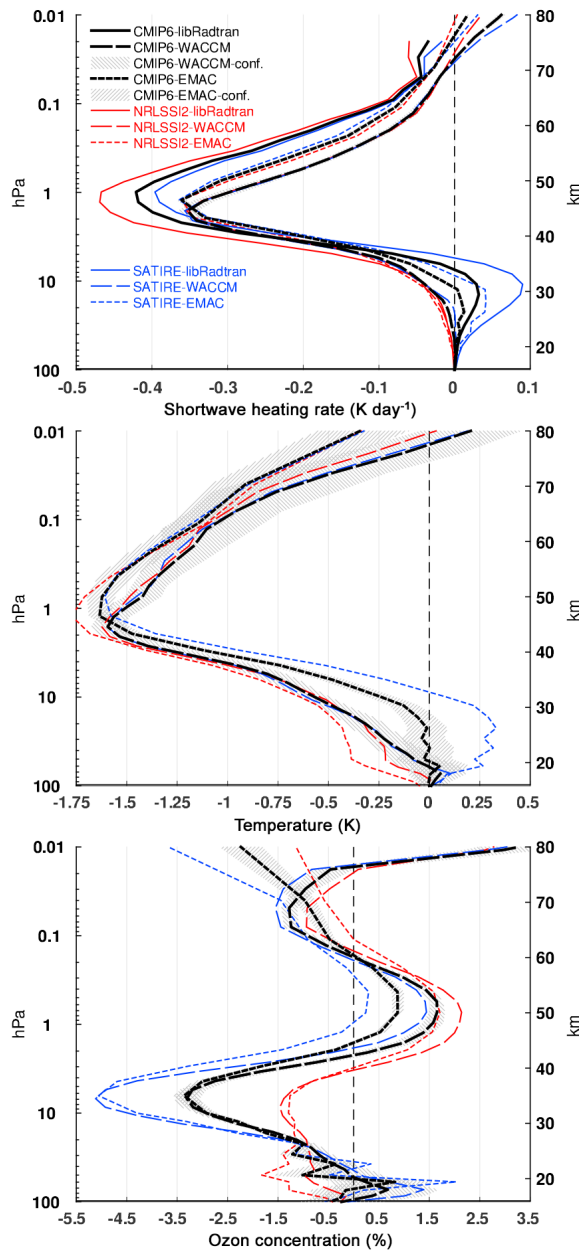 0.01
80
CMIP6-libRadtran
CMIP6-WACCM
CMIP6-WACCM-conf.
CMIP6-EMAC
CMIP6-EMAC-conf.
NRLSSI2-libRadtran
NRLSSI2-WACCM
NRLSSI2-EMAC
70
0.1
60
hPa
1
50
km
40
SATIRE-libRadtran
SATIRE-WACCM
SATIRE-EMAC
10
30
20
100
-0.5 -0.4 -0.3 -0.2 -0.1 0 0.1
Shortwave heating rate (K day-1)
0.01
80
70
0.1
60
hPa
1
50
km
40
10
30
20
100
-1.75 -1.5 -1.25 -1 -0.75 -0.5 -0.25 0 0.25 0.5
Temperature (K)
0.01
80
70
0.1
60
hPa
1
50
km
40
10
30
20
100
-5.5 -4.5 -3.5 -2.5 -1.5 -0.5 0.5 1.5 2.5 3.5
Ozon concentration (%)